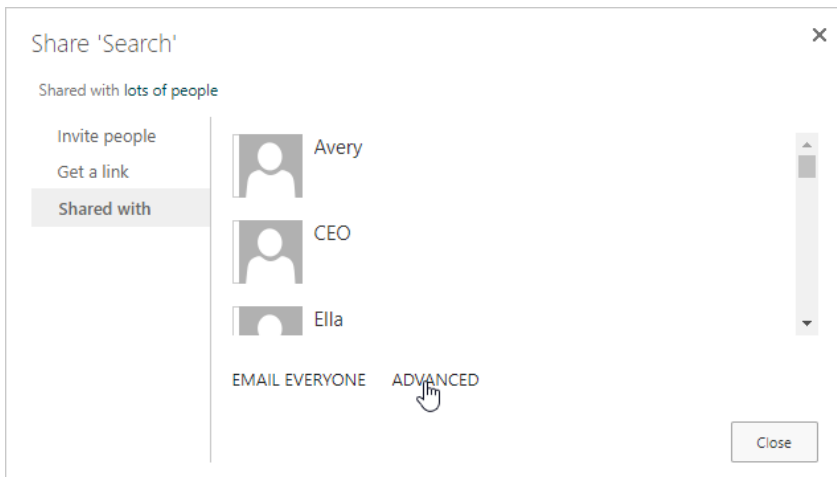 Share 'Search'
Shared with lots of people
Invite people
Get a link
Shared with
Avery
CEO
Ella
EMAIL EVERYONE ADVANCED
Close